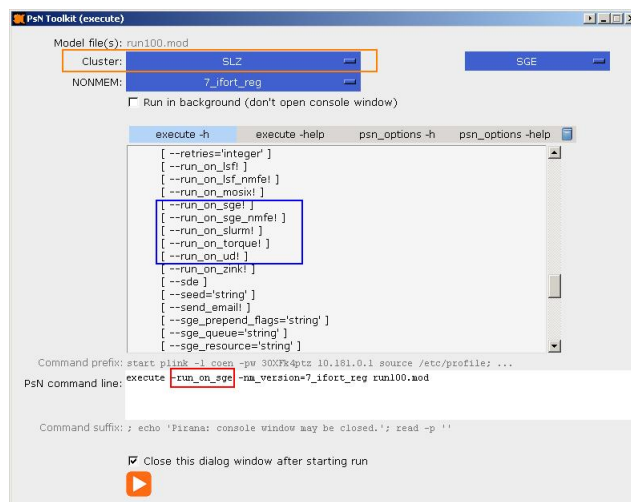 PsN Toolkit (execute)
Model file(s): run100.mod
Cluster: SLZ SGE
NONMEM: 7_ifort_reg
Run in background (don't open console window)
execute -h execute -help psn_options -h psn_options -help
[ --retries='integer' ]
[ --run_on_lsf! ]
[ --run_on_lsf_nmfe! ]
[ --run_on_mosix! ]
[ --run_on_sge! ]
[ --run_on_sge_nmfe! ]
[ --run_on_slurm! ]
[ --run_on_torque! ]
[ --run_on_ud! ]
[ --run_on_zink! ]
[ --sde ]
[ --seed='string' ]
[ --send_email! ]
[ --sge_prepend_flags='string' ]
[ --sge_queue='string' ]
[ --sge_resource='string' ]
Command prefix: start plink -l coen -pw 30XFk4ptz 10.181.0.1 source /etc/profile; ...
PsN command line: execute -run_on_sge -nm_version=7_ifort_reg run100.mod
Command suffix: ; echo 'Pirana: console window may be closed.'; read -p ''
Close this dialog window after starting run